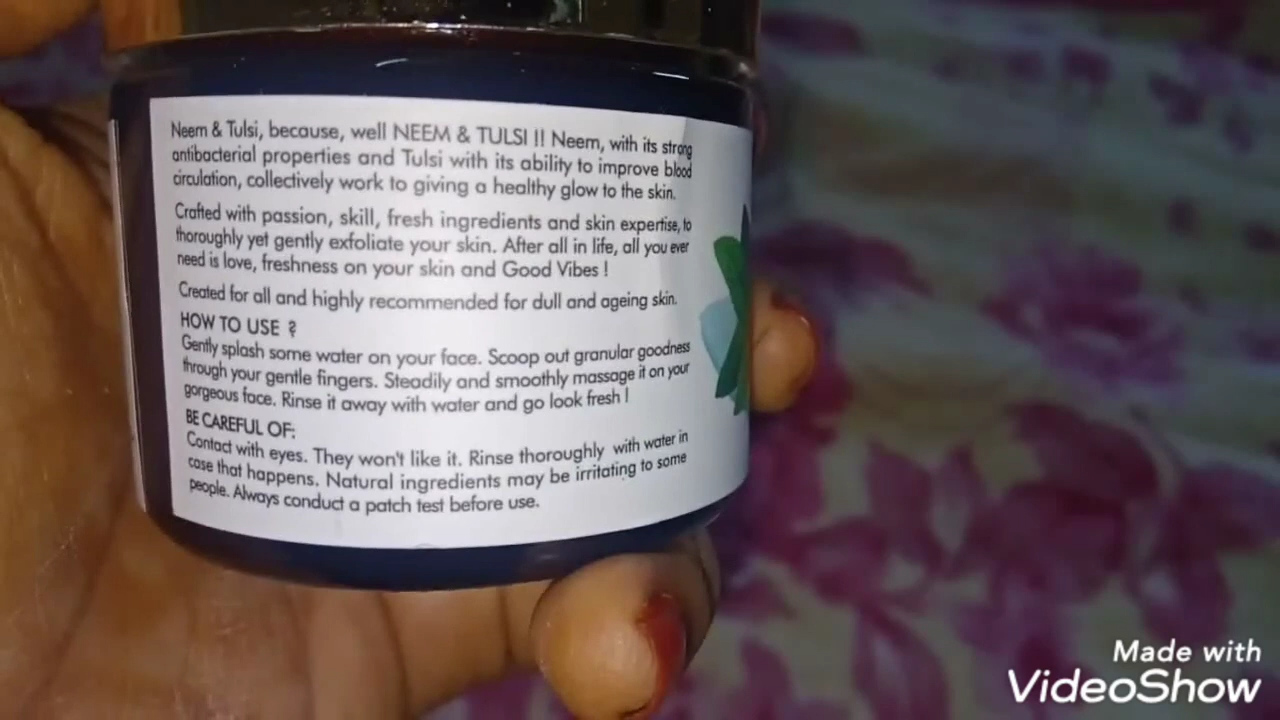 Neem & Tulsi, because, well NEEM & TULSI !! Neem, with its strong
antibacterial properties and Tulsi with its ability to improve blood
circulation, collectively work to giving a healthy glow to the skin.
Crafted with passion, skill, fresh ingredients and skin expertise, to
thoroughly yet gently exfoliate your skin. After all in life, all you ever
need is love, freshness on your skin and Good Vibes !
Created for all and highly recommended for dull and ageing skin.
HOW TO USE ?
Gently splash some water on your face. Scoop out granular goodness
through your gentle fingers. Steadily and smoothly massage it on your
gorgeous face. Rinse it away with water and go look fresh !
BE CAREFUL OF:
Contact with eyes. They won't like it. Rinse thoroughly with water in
case that happens. Natural ingredients may be irritating to some
people. Always conduct a patch test before use.
Made with
VideoShow